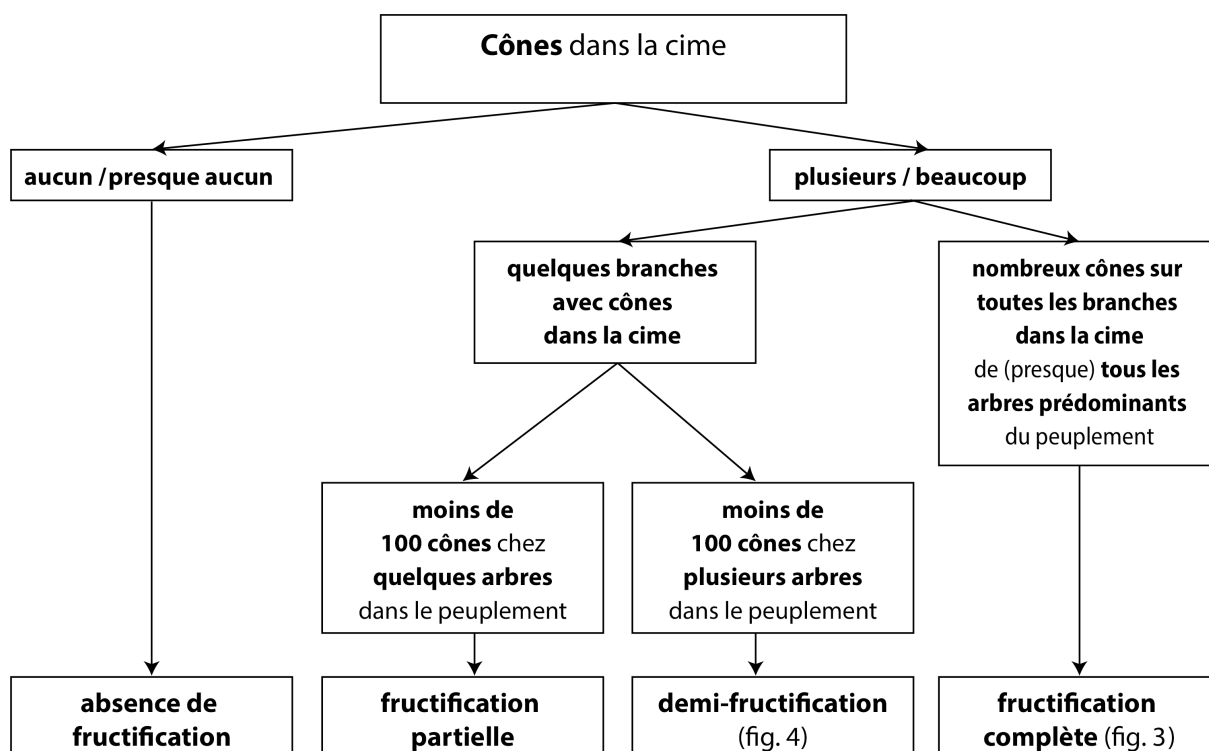 Cônes dans la cime
aucun /presque aucun
plusieurs / beaucoup
quelques branches
avec cônes
dans la cime
nombreux cônes sur
toutes les branches
dans la cime
de (presque) tous les
arbres prédominants
du peuplement
moins de
100 cônes chez
quelques arbres
dans le peuplement
moins de
100 cônes chez
plusieurs arbres
dans le peuplement
absence de
fructification
fructification
partielle
demi-fructification
(fig. 4)
fructification
complète (fig. 3)